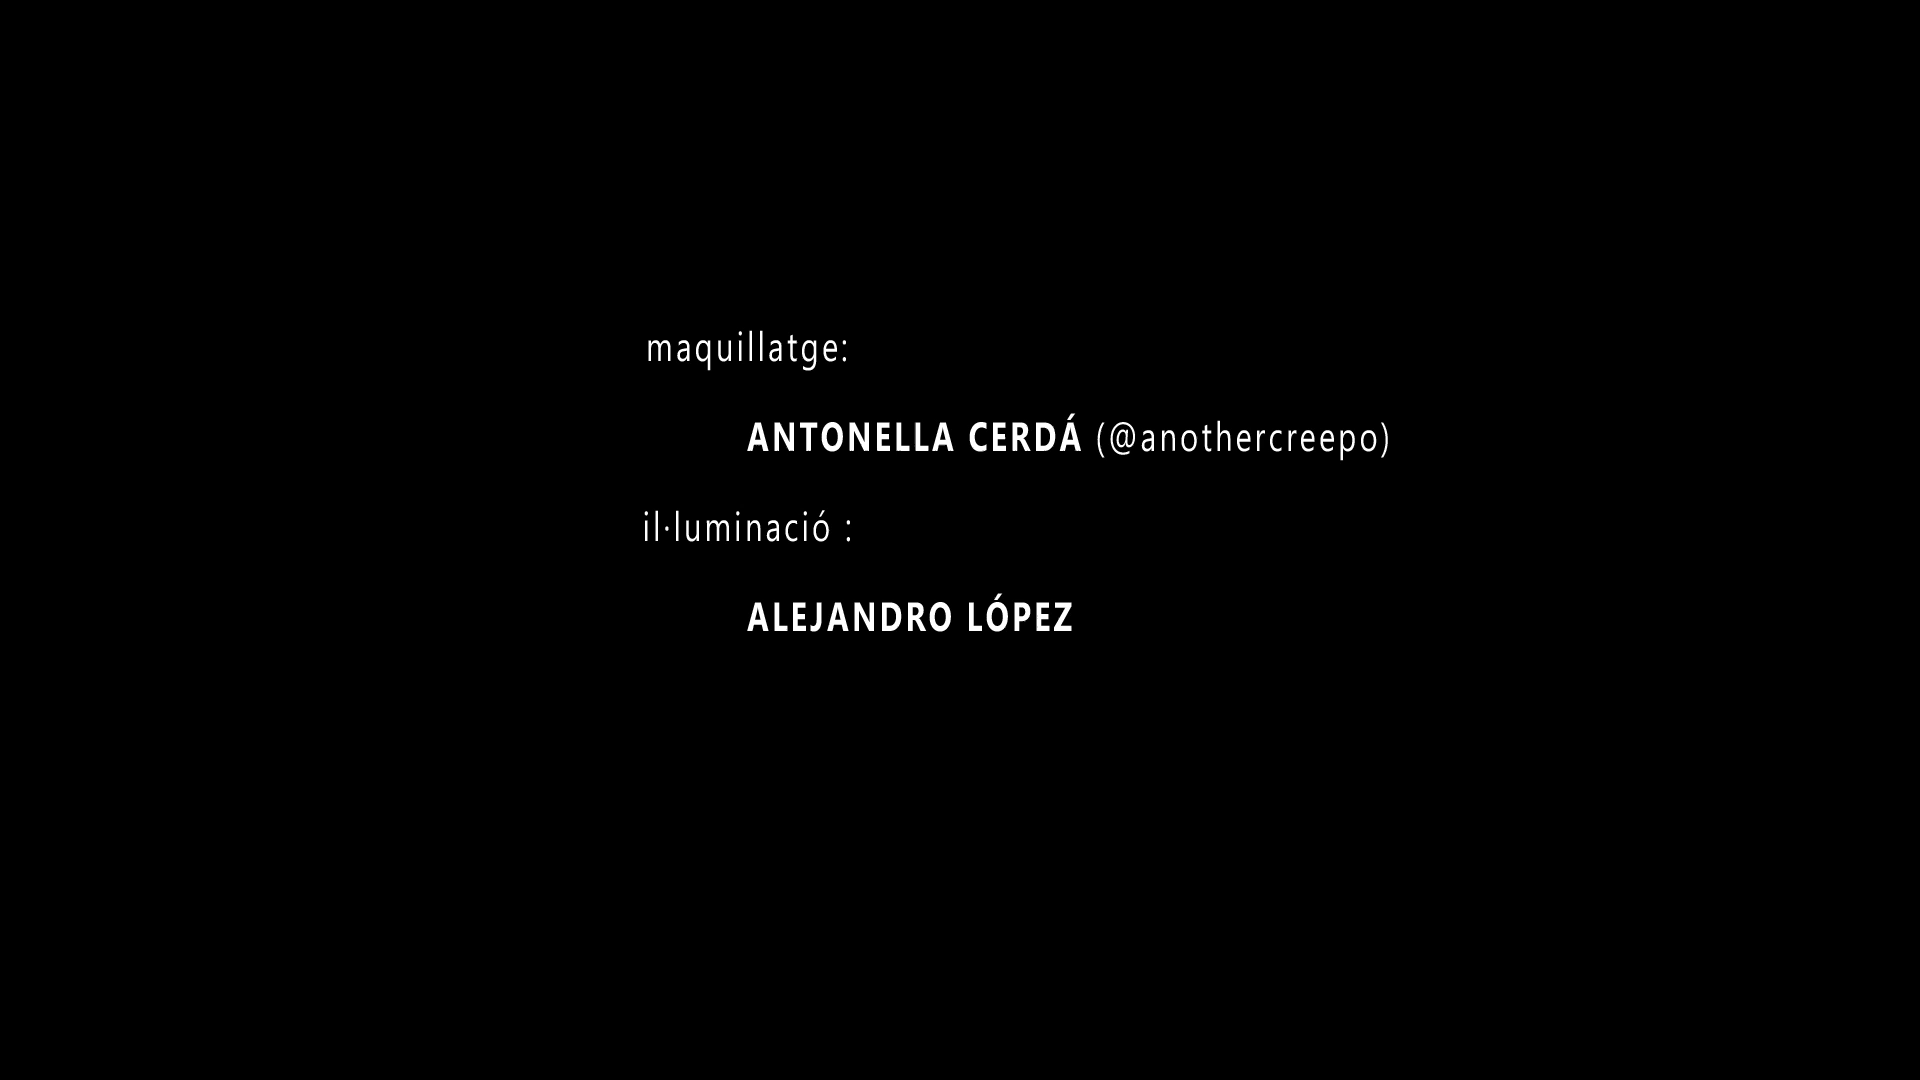 maquillatge:
ANTONELLA CERDÁ (@anothercreepo)
il·luminació :
ALEJANDRO LÓPEZ